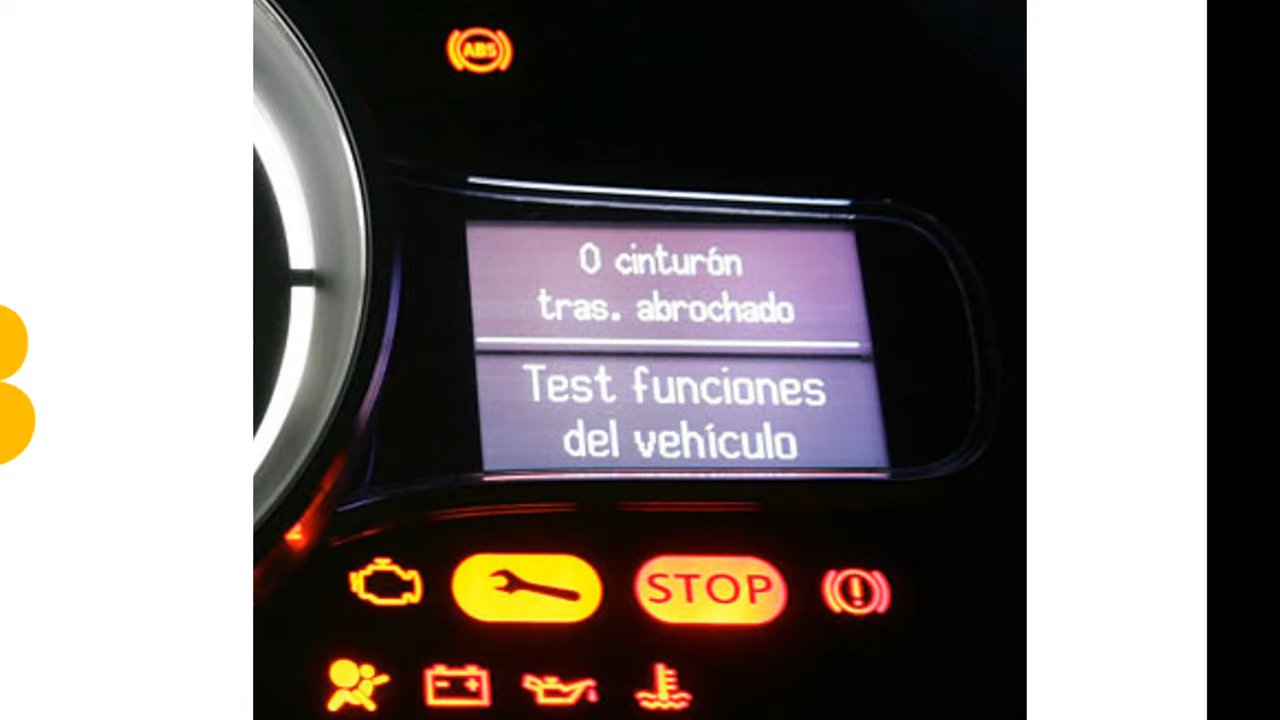 ABS
0 cinturón
tras. abrochado
Test funciones
del vehículo
STOP